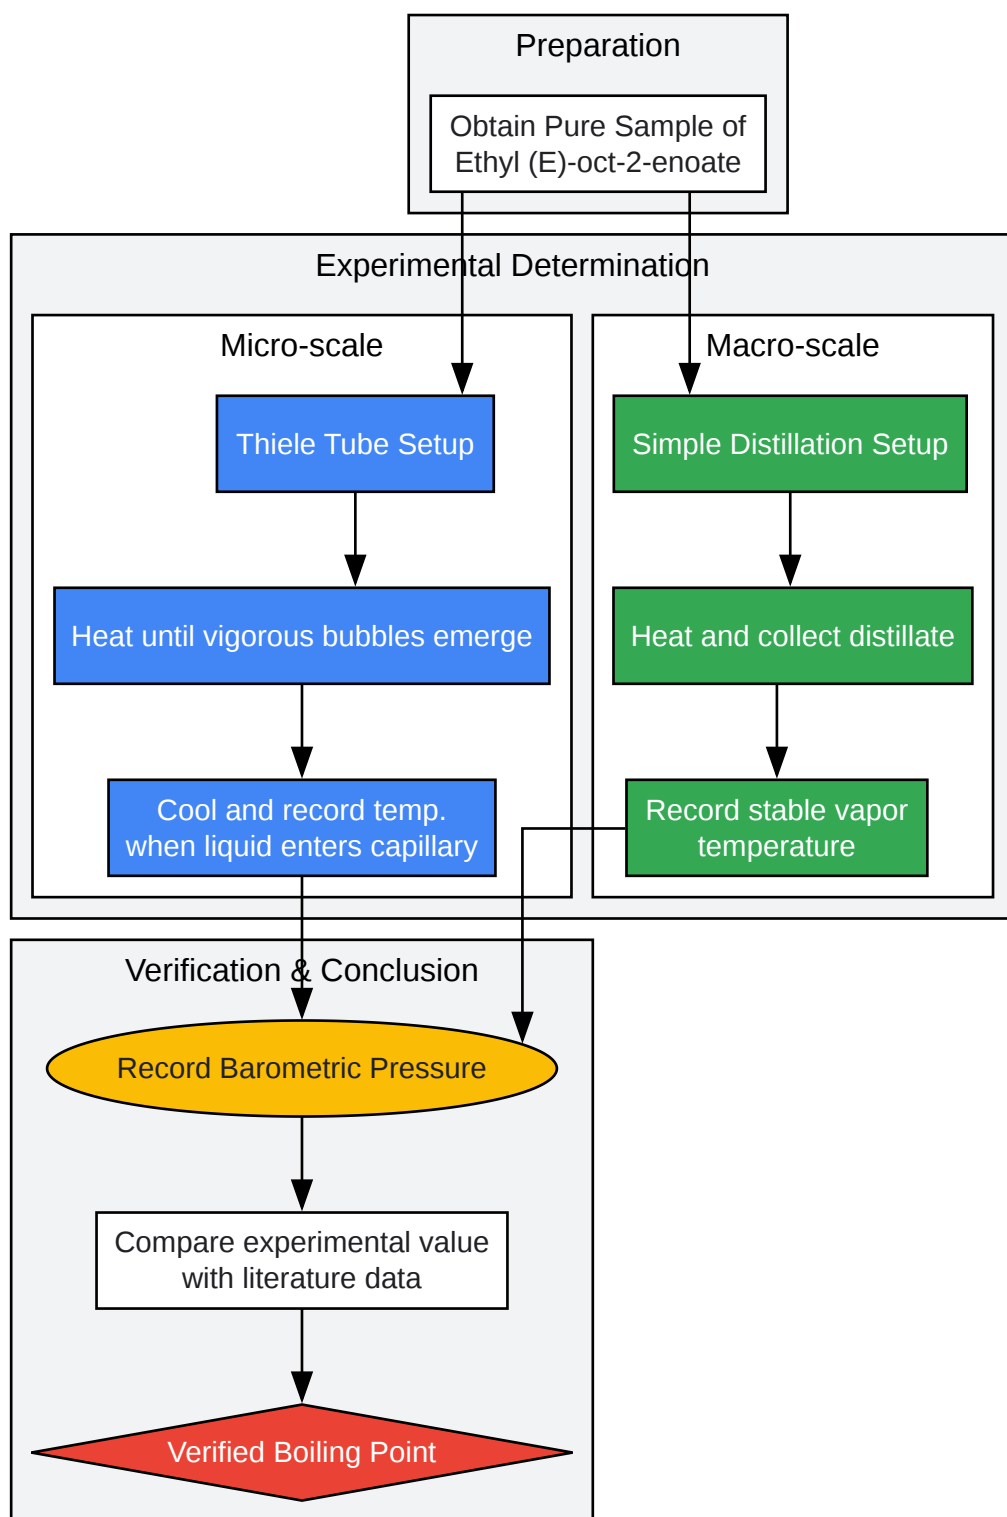 Preparation
Obtain Pure Sample of
Ethyl (E)-oct-2-enoate
Experimental Determination
Micro-scale
Thiele Tube Setup
Heat until vigorous bubbles emerge
Cool and record temp.
when liquid enters capillary
Macro-scale
Simple Distillation Setup
Heat and collect distillate
Record stable vapor
temperature
Verification & Conclusion
Record Barometric Pressure
Compare experimental value
with literature data
Verified Boiling Point